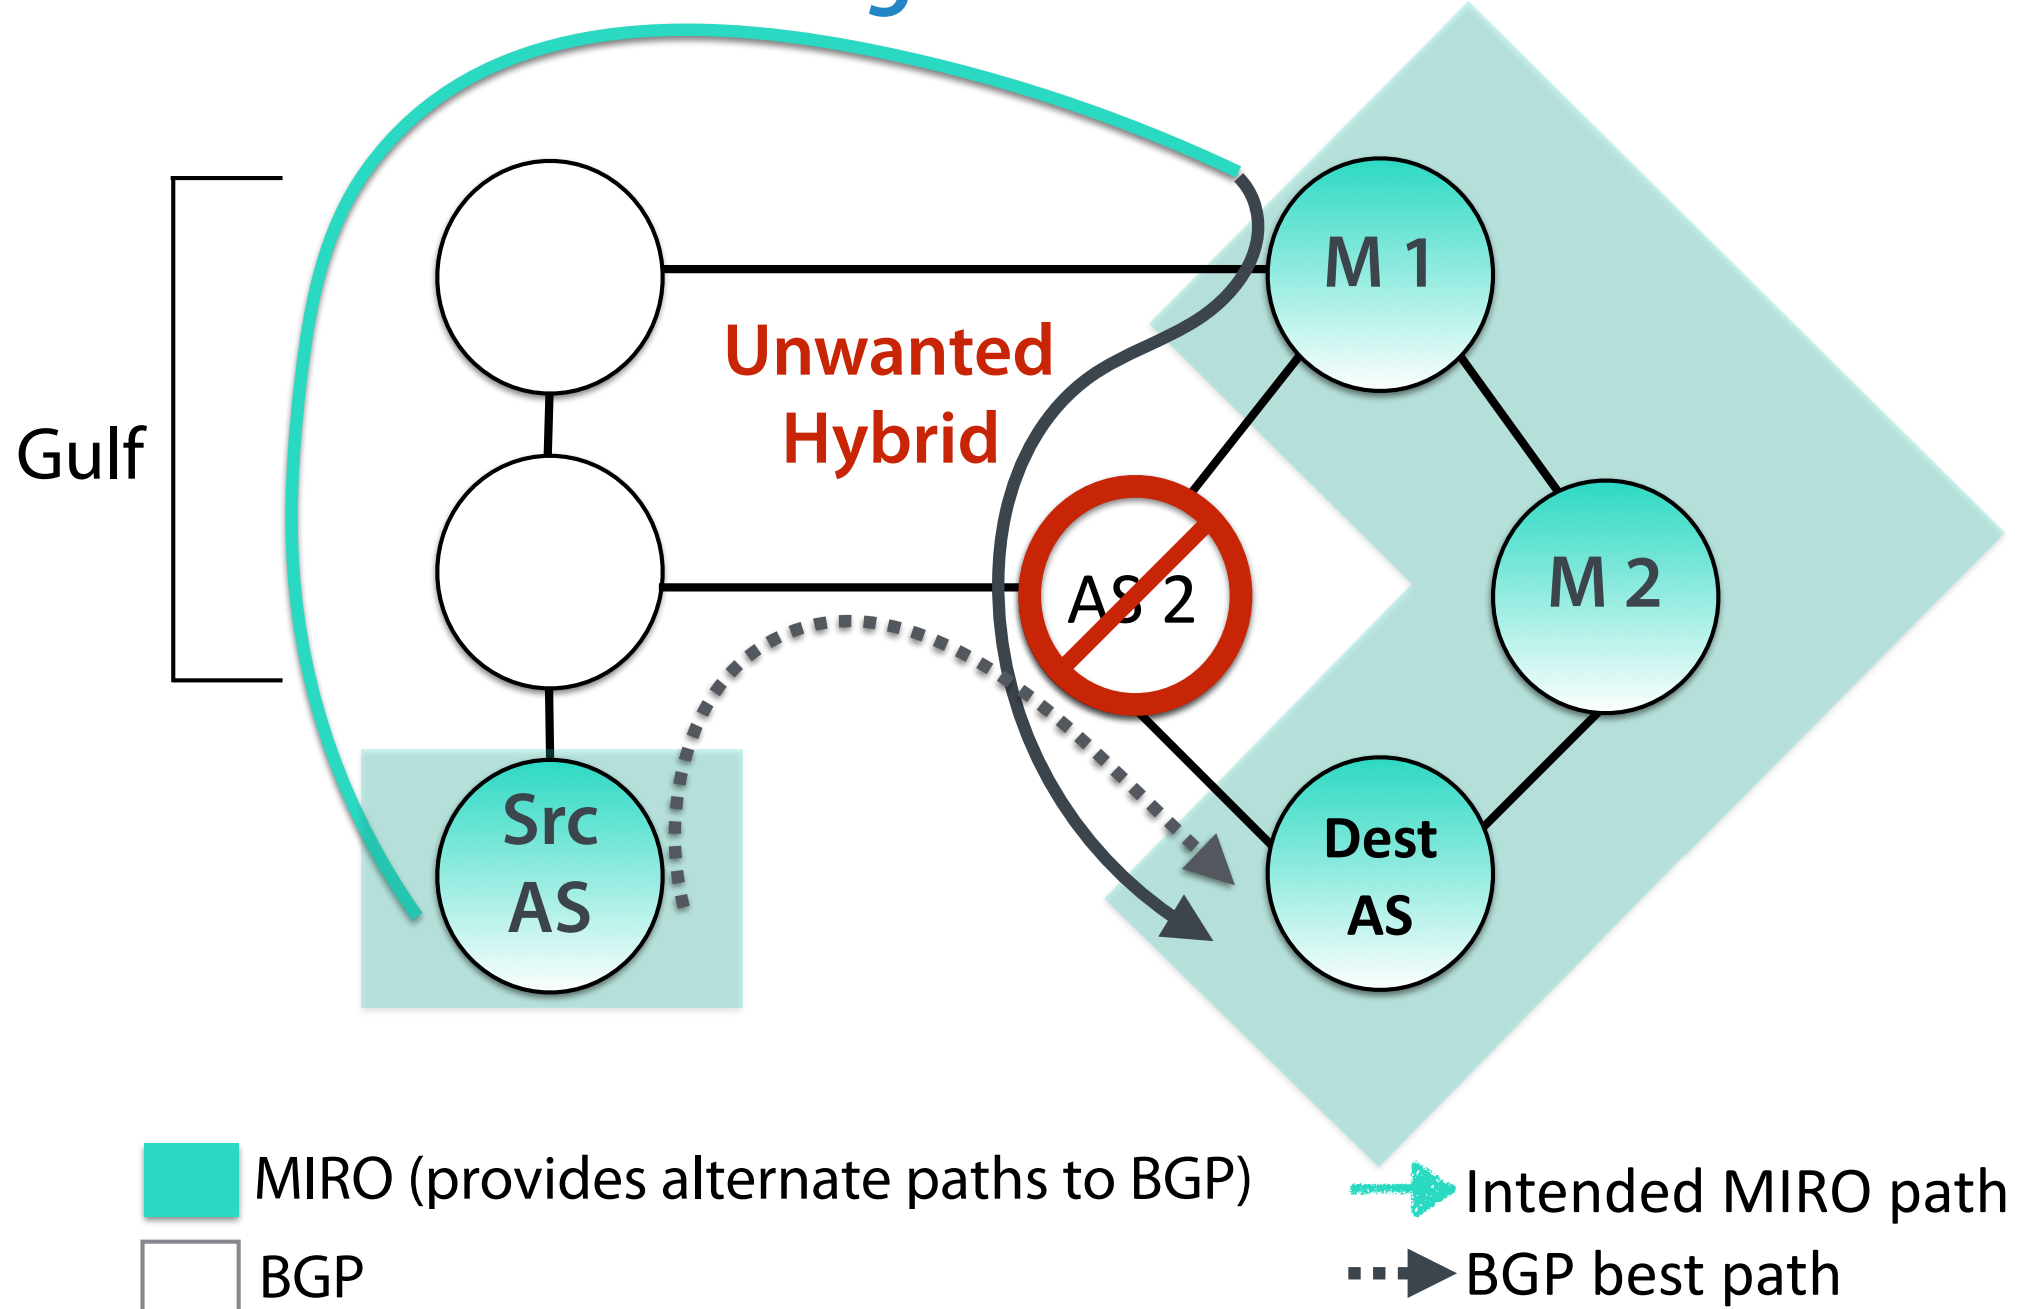 M 1
Unwanted
Hybrid
Gulf
AS 2
M 2
Src
AS
Dest
AS
MIRO (provides alternate paths to BGP)
Intended MIRO path
BGP
BGP best path